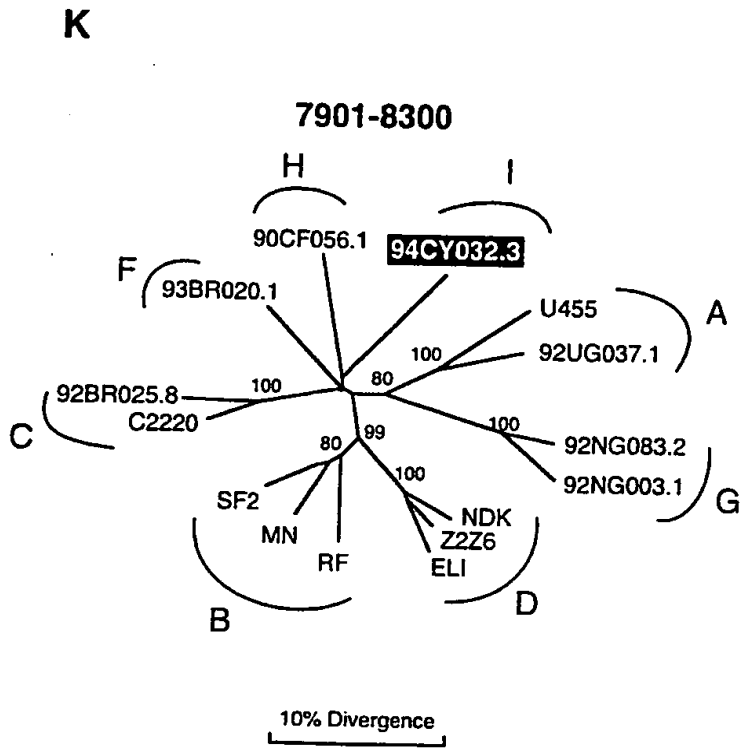 K
7901-8300
H
I
90CF056.1
94CY032.3
F
93BR020.1
U455
A
100
92UG037.1
80
92BR025.8
100
C2220
C
100
92NG083.2
99
80
92NG003.1
G
100
SF2
NDK
MN
Z2Z6
RF
ELI
B
D
10% Divergence